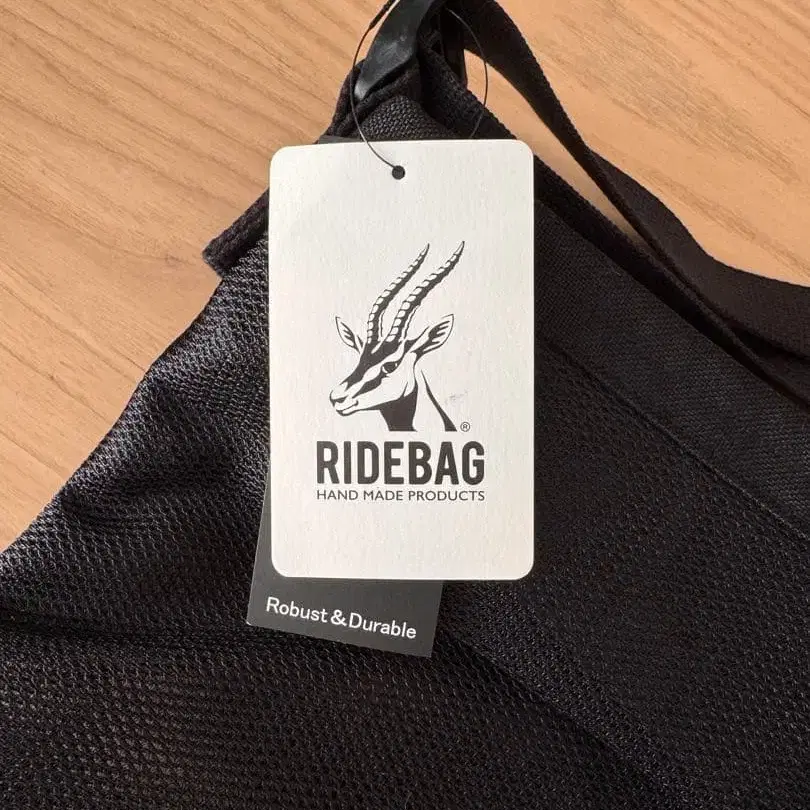 ®
RIDEBAG
HAND MADE PRODUCTS
Robust & Durable